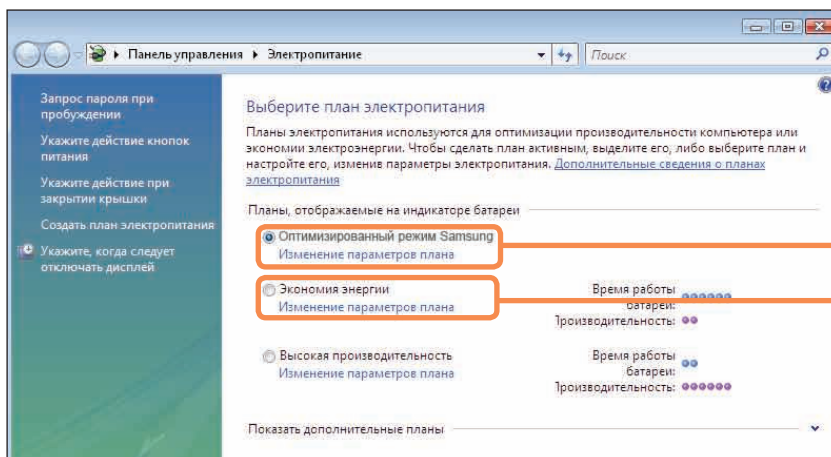 Панель управления ▸ Электропитание
Поиск
Запрос пароля при
пробуждении
Укажите действие кнопок
питания
Укажите действие при
закрытии крышки
Создать план электропитания
Укажите, когда следует
отключать дисплей
Выберите план электропитания
Планы электропитания используются для оптимизации производительности компьютера или
экономии электроэнергии. Чтобы сделать план активным, выделите его, либо выберите план и
настройте его, изменив параметры электропитания. Дополнительные сведения о планах
электропитания
Планы, отображаемые на индикаторе батареи
Оптимизированный режим Samsung
Изменение параметров плана
Экономия энергии
Изменение параметров плана
Время работы
батареи:
Производительность:
Высокая производительность
Изменение параметров плана
Время работы
батареи:
Производительность:
Показать дополнительные планы